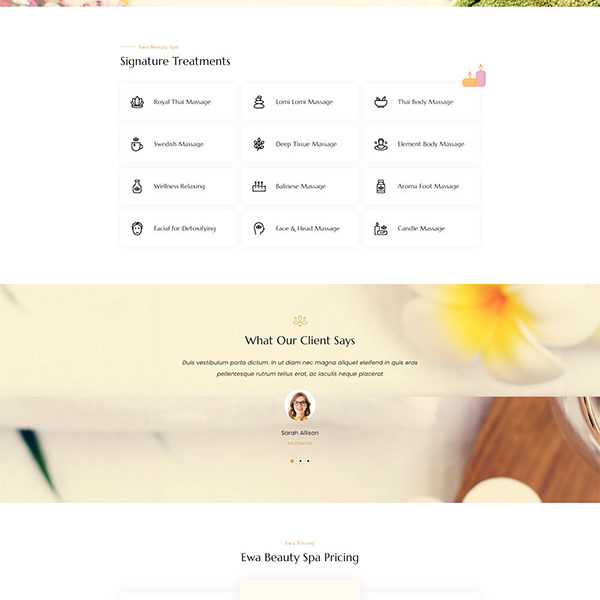 Ewa Beauty Spa
Signature Treatments
Royal Thai Massage
Lomi Lomi Massage
Thai Body Massage
Swedish Massage
Deep Tissue Massage
Element Body Massage
Wellness Relaxing
Balinese Massage
Aroma Foot Massage
Facial for Detoxifying
Face & Head Massage
Candle Massage
What Our Client Says
Duis vestibulum porta dictum. In ut diam nec magna aliquet eleifend in quis eros
pellentesque rutrum tellus erat, ac iaculis neque placerat
Sarah Allison
Art Director
Ewa Pricing
Ewa Beauty Spa Pricing